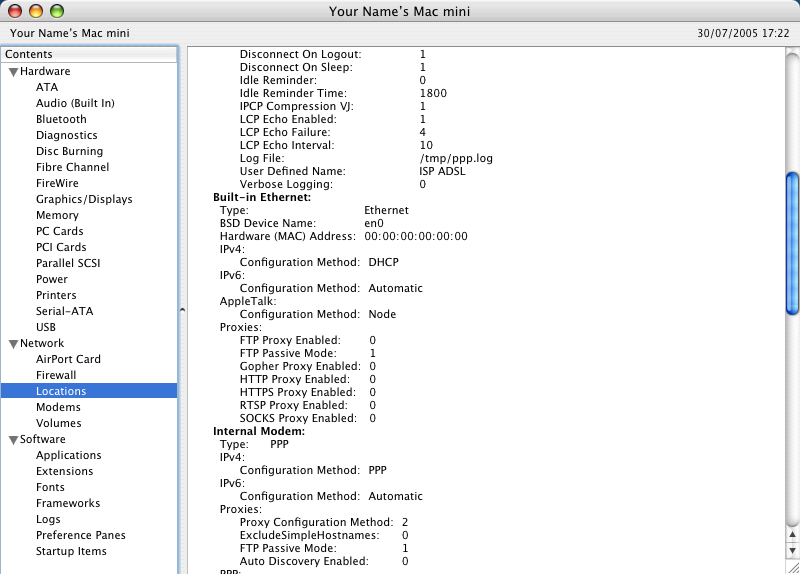 Your Name's Mac mini
Your Name's Mac mini 30/07/2005 17:22
Contents
Hardware
ATA
Audio (Built In)
Bluetooth
Diagnostics
Disc Burning
Fibre Channel
FireWire
Graphics/Displays
Memory
PC Cards
PCI Cards
Parallel SCSI
Power
Printers
Serial-ATA
USB
Network
AirPort Card
Firewall
Locations
Modems
Volumes
Software
Applications
Extensions
Fonts
Frameworks
Logs
Preference Panes
Startup Items
Disconnect On Logout: 1
Disconnect On Sleep: 1
Idle Reminder: 0
Idle Reminder Time: 1800
IPCP Compression VJ: 1
LCP Echo Enabled: 1
LCP Echo Failure: 4
LCP Echo Interval: 10
Log File: /tmp/ppp.log
User Defined Name: ISP ADSL
Verbose Logging: 0
Built-in Ethernet:
Type: Ethernet
BSD Device Name: en0
Hardware (MAC) Address: 00:00:00:00:00:00
IPv4:
Configuration Method: DHCP
IPv6:
Configuration Method: Automatic
AppleTalk:
Configuration Method: Node
Proxies:
FTP Proxy Enabled: 0
FTP Passive Mode: 1
Gopher Proxy Enabled: 0
HTTP Proxy Enabled: 0
HTTPS Proxy Enabled: 0
RTSP Proxy Enabled: 0
SOCKS Proxy Enabled: 0
Internal Modem:
Type: PPP
IPv4:
Configuration Method: PPP
IPv6:
Configuration Method: Automatic
Proxies:
Proxy Configuration Method: 2
ExcludeSimpleHostnames: 0
FTP Passive Mode: 1
Auto Discovery Enabled: 0
PPP: